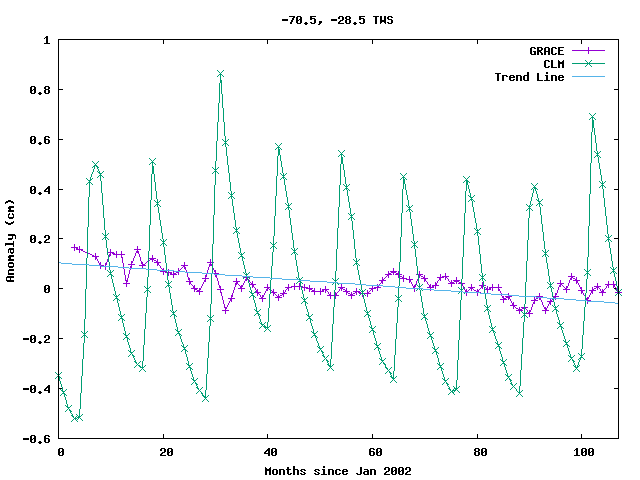 -70.5, -28.5 TWS
GRACE
CLM
Trend Line
1
0.8
0.6
0.4
0.2
0
-0.2
-0.4
-0.6
Anomaly (cm)
0 20 40 60 80 100
Months since Jan 2002